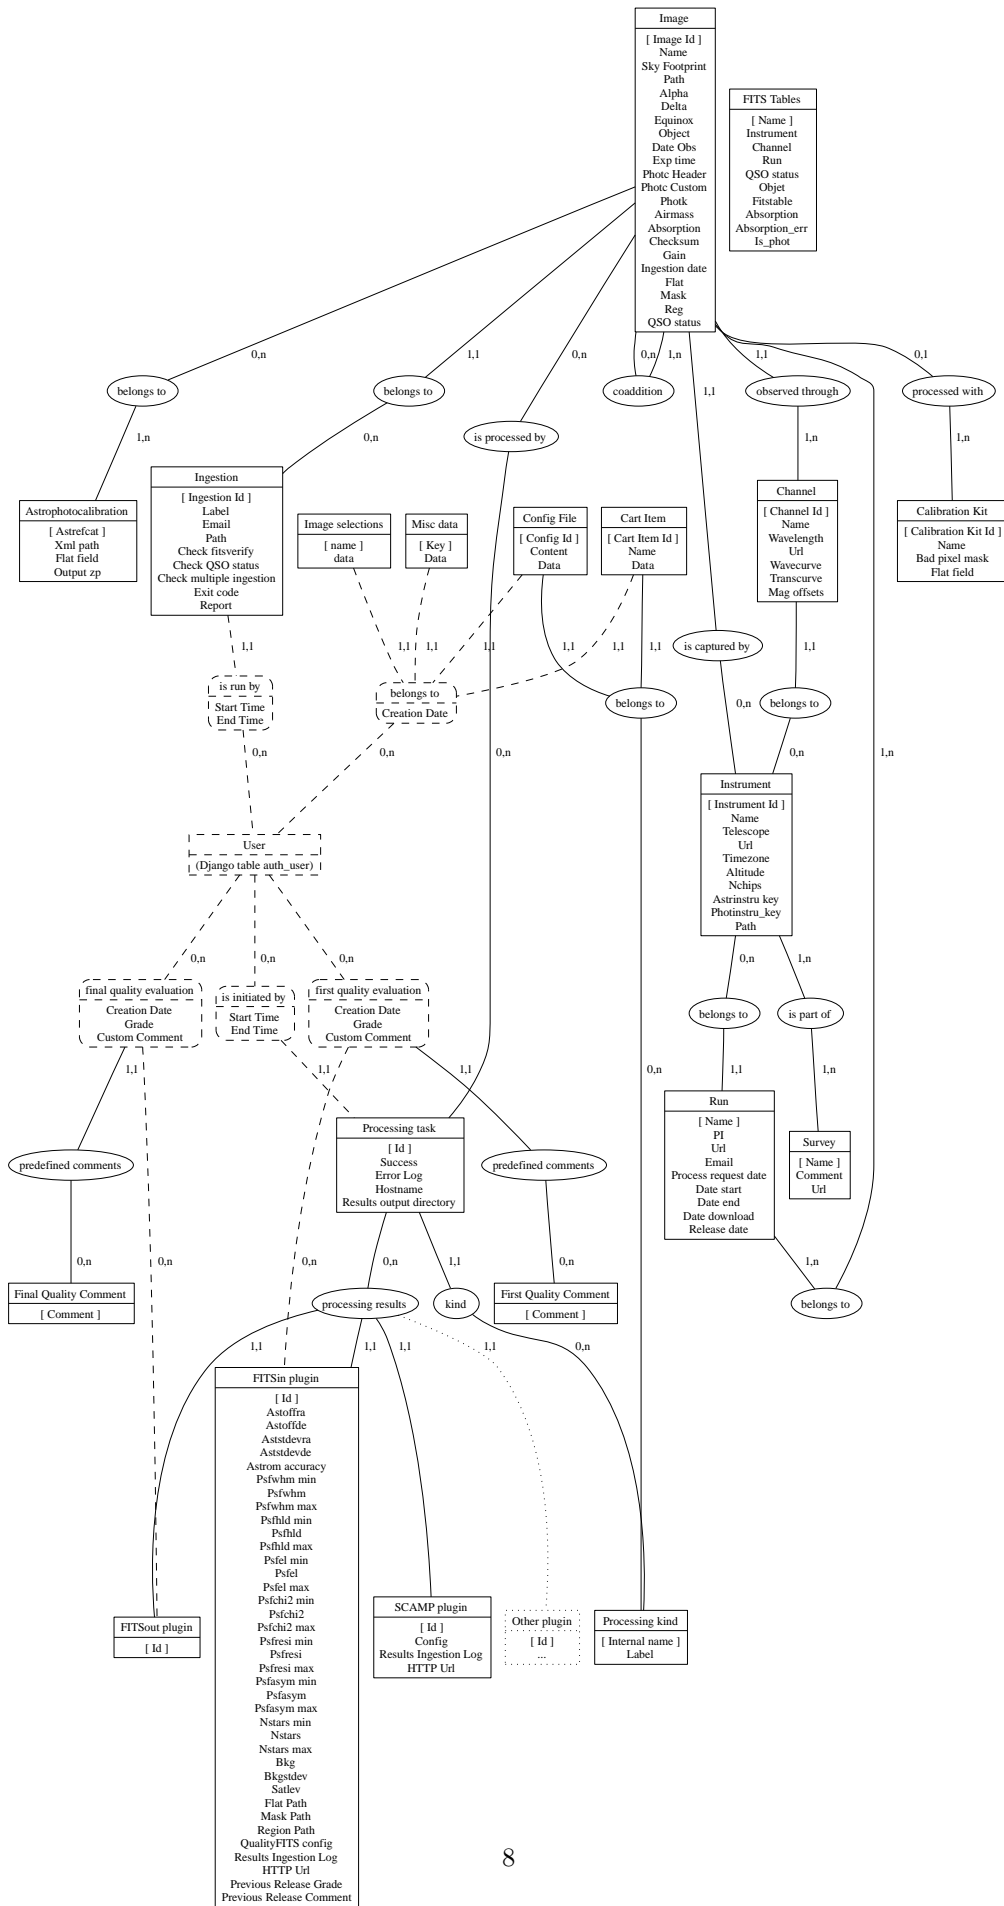 Image
[ Image Id ]
Name
Sky Footprint
Path
Alpha
Delta
Equinox
Object
Date Obs
Exp time
Photc Header
Photc Custom
Photk
Airmass
Absorption
Checksum
Gain
Ingestion date
Flat
Mask
Reg
QSO status
FITS Tables
[ Name ]
Instrument
Channel
Run
QSO status
Objet
Fitstable
Absorption
Absorption_err
Is_phot
0,n
1,1
0,n
0,n
1,n
1,1
1,1
0,1
belongs to
belongs to
is processed by
coaddition
observed through
processed with
1,n
0,n
1,n
1,n
Astrophotocalibration
[ Astrefcat ]
Xml path
Flat field
Output zp
Ingestion
[ Ingestion Id ]
Label
Email
Path
Check fitsverify
Check QSO status
Check multiple ingestion
Exit code
Report
Image selections
[ name ]
data
Misc data
[ Key ]
Data
Config File
[ Config Id ]
Content
Data
Cart Item
[ Cart Item Id ]
Name
Data
Channel
[ Channel Id ]
Name
Wavelength
Url
Wavecurve
Transcurve
Mag offsets
Calibration Kit
[ Calibration Kit Id ]
Name
Bad pixel mask
Flat field
1,1
1,1
1,1
1,1
1,1
1,1
1,1
1,1
is captured by
is run by
Start Time
End Time
belongs to
Creation Date
belongs to
belongs to
0,n
0,n
0,n
0,n
0,n
1,n
User
(Django table auth_user)
Instrument
[ Instrument Id ]
Name
Telescope
Url
Timezone
Altitude
Nchips
Astrinstru key
Photinstru_key
Path
0,n
0,n
0,n
0,n
1,n
final quality evaluation
Creation Date
Grade
Custom Comment
is initiated by
Start Time
End Time
first quality evaluation
Creation Date
Grade
Custom Comment
belongs to
is part of
1,1
1,1
1,1
0,n
1,1
1,n
predefined comments
Processing task
[ Id ]
Success
Error Log
Hostname
Results output directory
predefined comments
Run
[ Name ]
PI
Url
Email
Process request date
Date start
Date end
Date download
Release date
Survey
[ Name ]
Comment
Url
0,n
0,n
0,n
0,n
1,1
0,n
1,n
Final Quality Comment
[ Comment ]
processing results
kind
First Quality Comment
[ Comment ]
belongs to
1,1
1,1
1,1
1,1
0,n
FITSin plugin
[ Id ]
Astoffra
Astoffde
Aststdevra
Aststdevde
Astrom accuracy
Psfwhm min
Psfwhm
Psfwhm max
Psfhld min
Psfhld
Psfhld max
Psfel min
Psfel
Psfel max
Psfchi2 min
Psfchi2
Psfchi2 max
Psfresi min
Psfresi
Psfresi max
Psfasym min
Psfasym
Psfasym max
Nstars min
Nstars
Nstars max
Bkg
Bkgstdev
Satlev
Flat Path
Mask Path
Region Path
QualityFITS config
Results Ingestion Log
HTTP Url
Previous Release Grade
Previous Release Comment
FITSout plugin
[ Id ]
SCAMP plugin
[ Id ]
Config
Results Ingestion Log
HTTP Url
Other plugin
[ Id ]
...
Processing kind
[ Internal name ]
Label
8